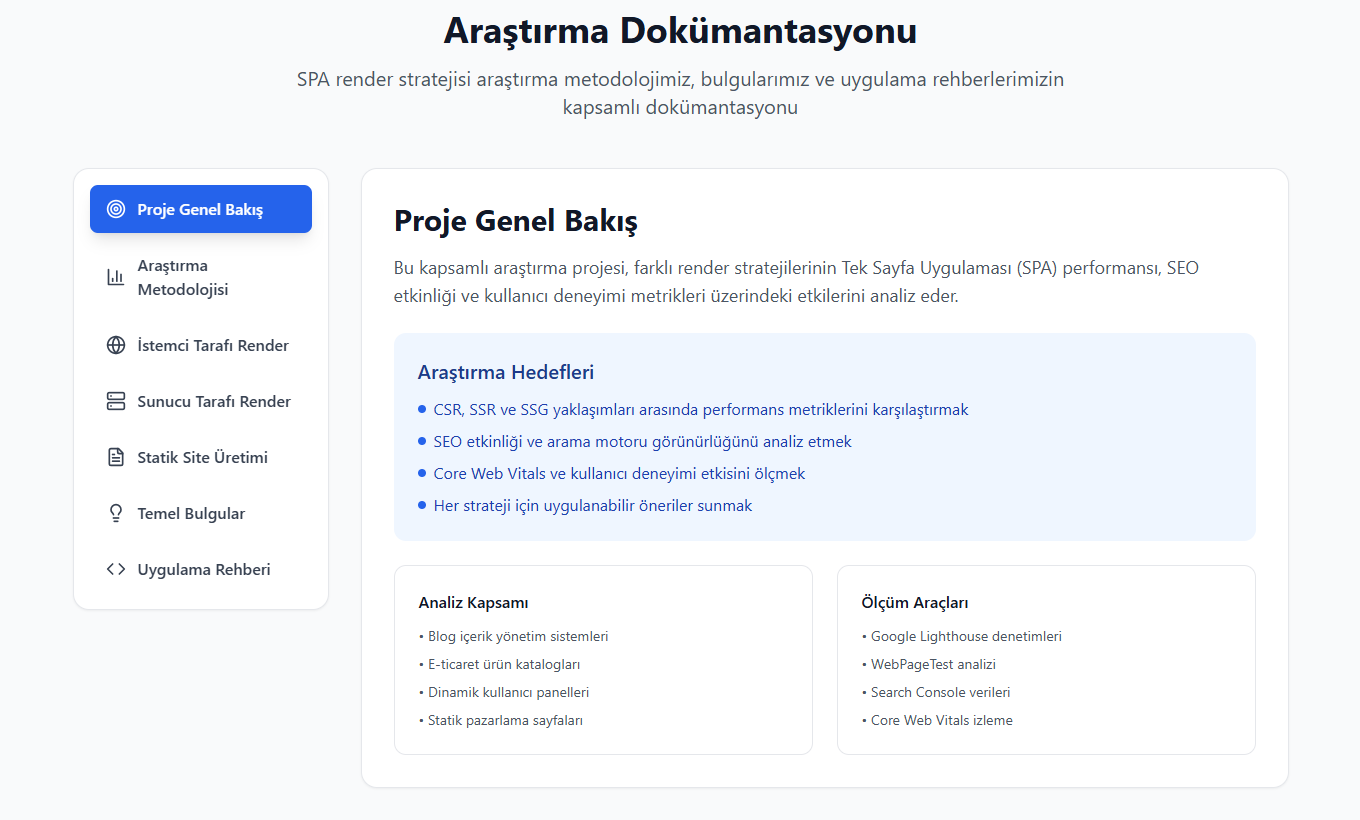 Araştırma Dokümantasyonu
SPA render stratejisi araştırma metodolojimiz, bulgularımız ve uygulama rehberlerimizin
kapsamlı dokümantasyonu
Proje Genel Bakış
Araştırma
Metodolojisi
İstemci Tarafı Render
Sunucu Tarafı Render
Statik Site Üretimi
Temel Bulgular
Uygulama Rehberi
Proje Genel Bakış
Bu kapsamlı araştırma projesi, farklı render stratejilerinin Tek Sayfa Uygulaması (SPA) performansı, SEO
etkinliği ve kullanıcı deneyimi metrikleri üzerindeki etkilerini analiz eder.
Araştırma Hedefleri
• CSR, SSR ve SSG yaklaşımları arasında performans metriklerini karşılaştırmak
• SEO etkinliği ve arama motoru görünürlüğünü analiz etmek
• Core Web Vitals ve kullanıcı deneyimi etkisini ölçmek
• Her strateji için uygulanabilir öneriler sunmak
Analiz Kapsamı
• Blog içerik yönetim sistemleri
• E-ticaret ürün katalogları
• Dinamik kullanıcı panelleri
• Statik pazarlama sayfaları
Ölçüm Araçları
• Google Lighthouse denetimleri
• WebPageTest analizi
• Search Console verileri
• Core Web Vitals izleme